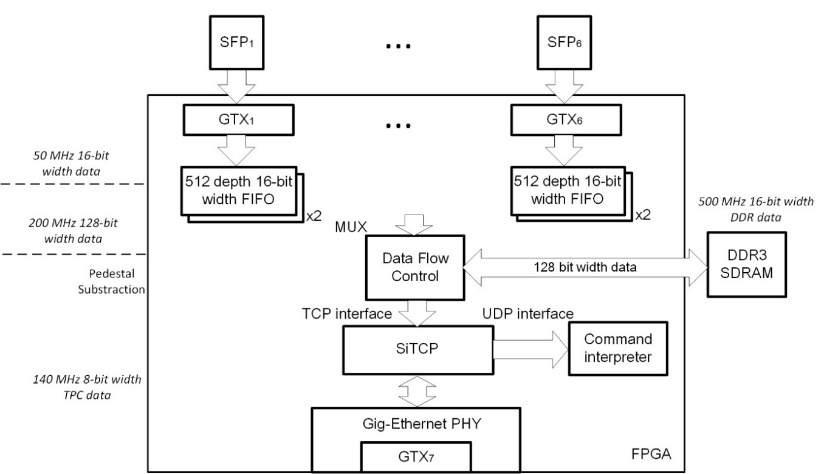 SFP1
...
SFP6
GTX1
...
GTX6
50 MHz 16-bit
width data
512 depth 16-bit
width FIFO
x2
512 depth 16-bit
width FIFO
x2
500 MHz 16-bit width
DDR data
200 MHz 128-bit
width data
MUX
Data Flow
Control
128 bit width data
DDR3
SDRAM
Pedestal
Substraction
TCP interface
UDP interface
SiTCP
Command
interpreter
140 MHz 8-bit width
TPC data
Gig-Ethernet PHY
GTX7
FPGA